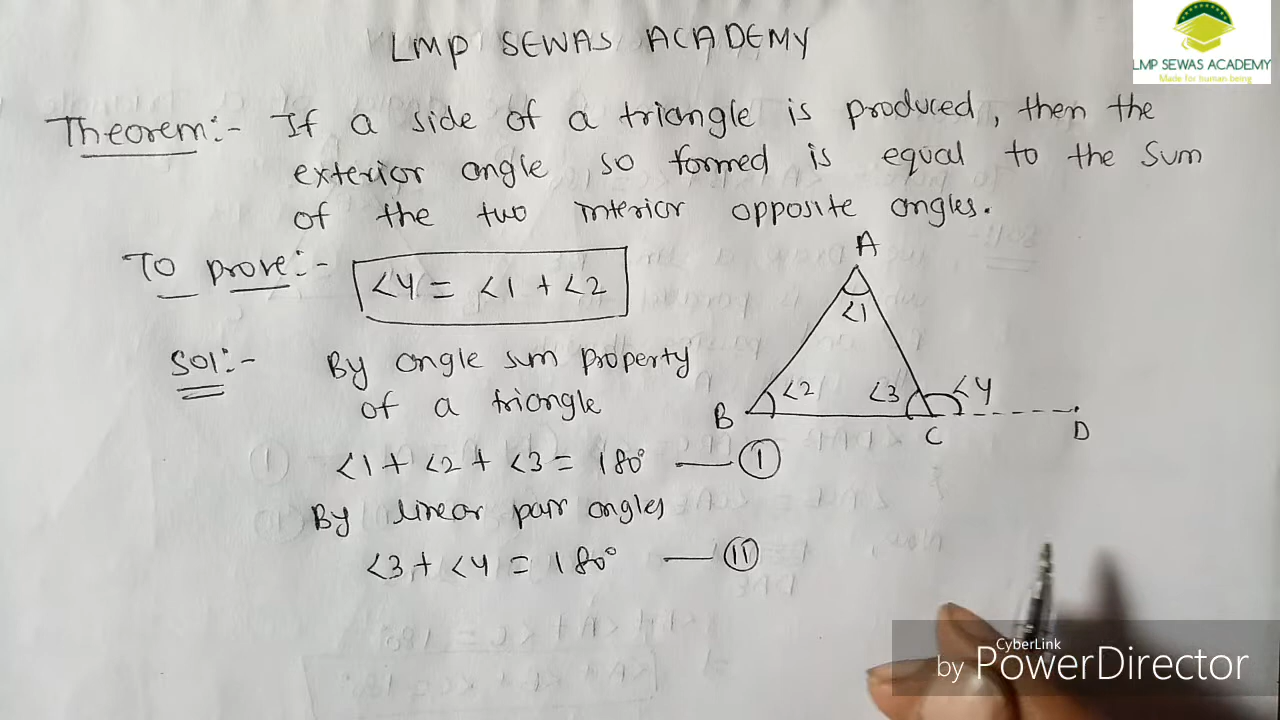 LMP SEWAS ACADEMY
LMP SEWAS ACADEMY
Made for human being
Theorem:- If a side of a triangle is produced, then the
exterior angle so formed is equal to the sum
of the two interior opposite angles.
To prove:- <4 = <1 + <2
Sol:- By angle sum property
of a triangle
<1 + <2 + <3 = 180° — I
By linear pair angles
<3 + <4 = 180° — II
A
<1
<2
<3
<4
B
C
D
CyberLink
by PowerDirector